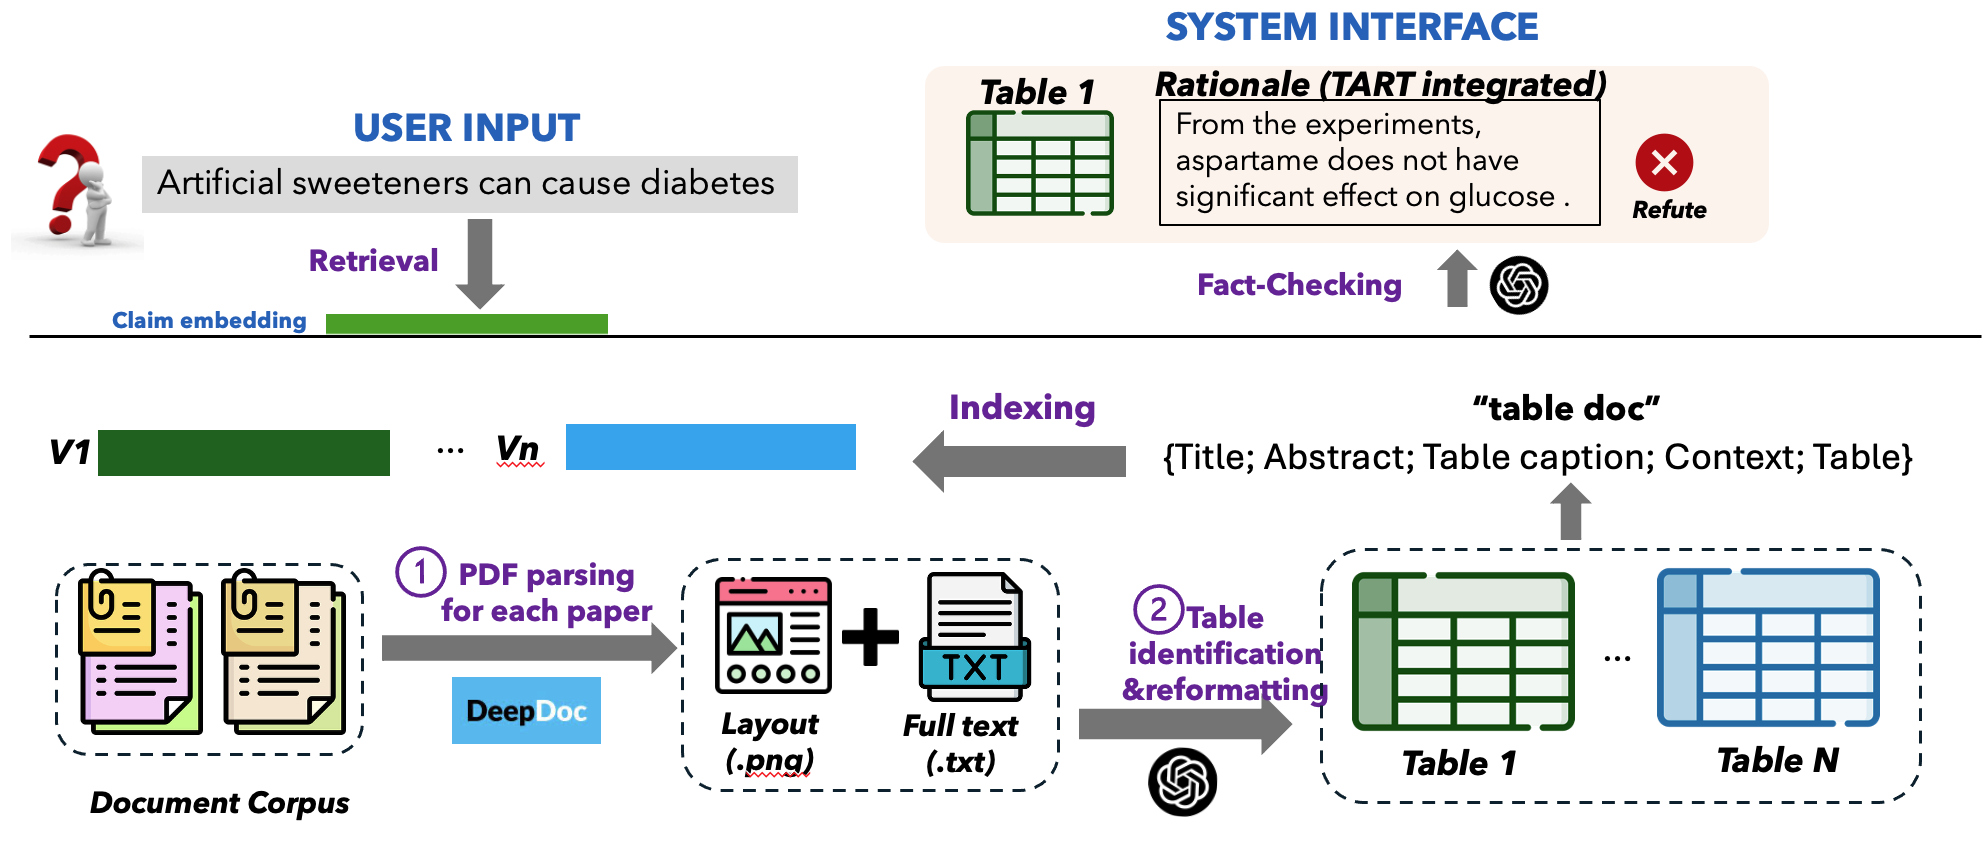 SYSTEM INTERFACE
Table 1
Rationale (TART integrated)
From the experiments,
aspartame does not have
significant effect on glucose .
Refute
USER INPUT
Artificial sweeteners can cause diabetes
Retrieval
Fact-Checking
Claim embedding
Indexing
“table doc”
{Title; Abstract; Table caption; Context; Table}
V1
...
Vn
1
PDF parsing
for each paper
DeepDoc
2
Table
identification
&reformatting
TXT
Layout
(.png)
Full text
(.txt)
...
Table 1
Table N
Document Corpus